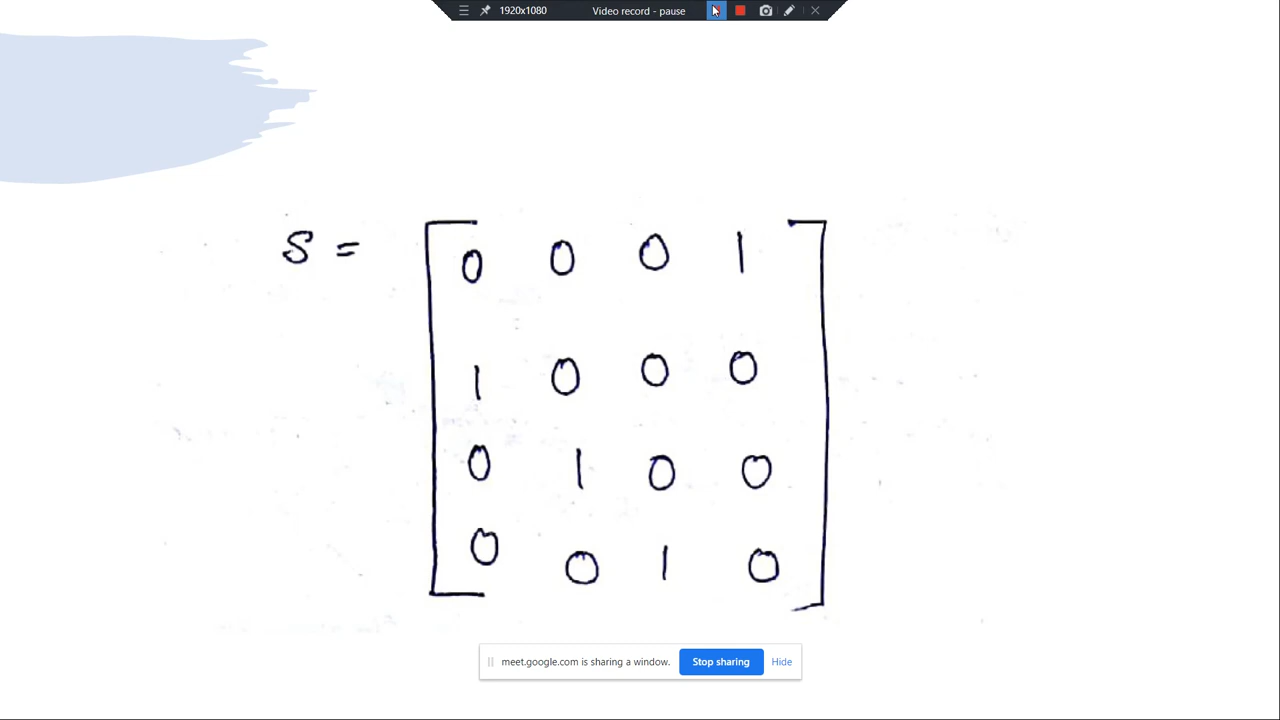 1920x1080 Video record - pause
S = 0 0 0 1
1 0 0 0
0 1 0 0
0 0 1 0
meet.google.com is sharing a window. Stop sharing Hide